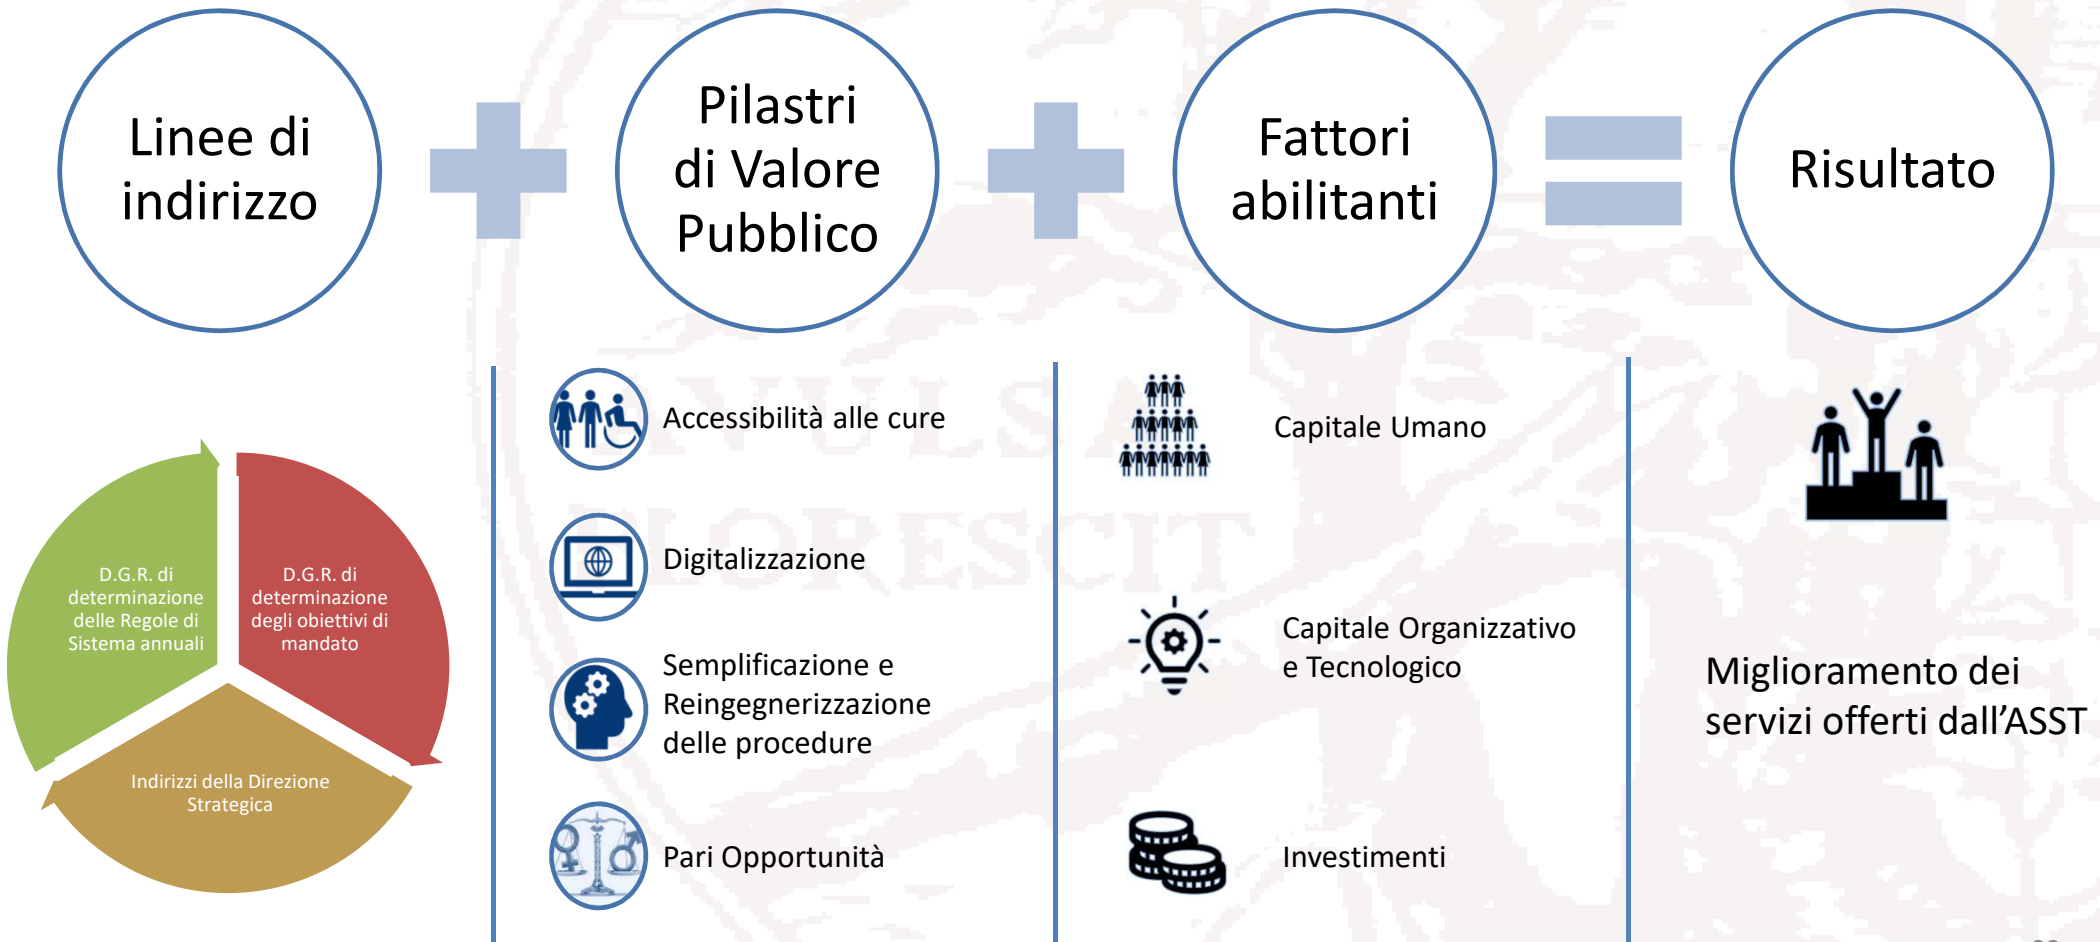 Linee di
indirizzo
Pilastri
di Valore
Pubblico
Fattori
abilitanti
Risultato
D.G.R. di
determinazione
delle Regole di
Sistema annuali
D.G.R. di
determinazione
degli obiettivi di
mandato
Indirizzi della Direzione
Strategica
Accessibilità alle cure
Digitalizzazione
Semplificazione e
Reingegnerizzazione
delle procedure
Pari Opportunità
Capitale Umano
Capitale Organizzativo
e Tecnologico
Investimenti
Miglioramento dei
servizi offerti dall'ASST
AVULSA
FLORESCIT